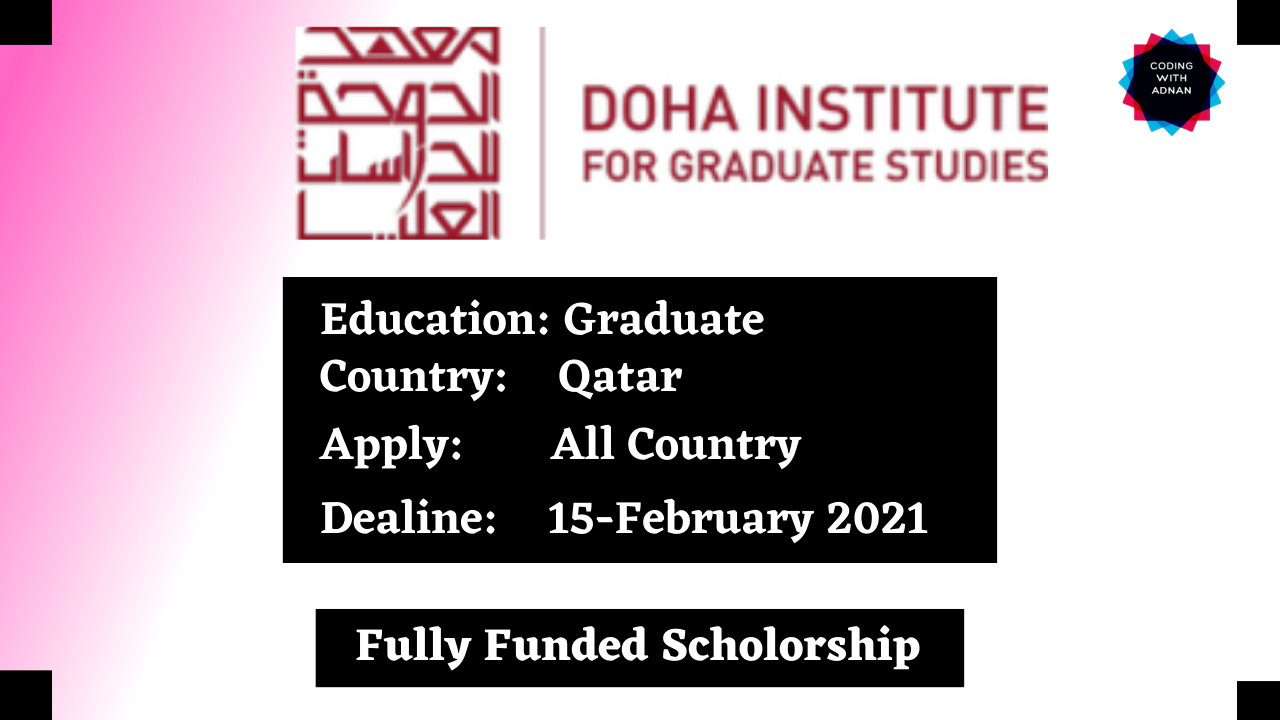 معهد
الدوحة
للدراسات
العليا
DOHA INSTITUTE
FOR GRADUATE STUDIES
CODING
WITH
ADNAN
Education: Graduate
Country: Qatar
Apply: All Country
Dealine: 15-February 2021
Fully Funded Scholorship